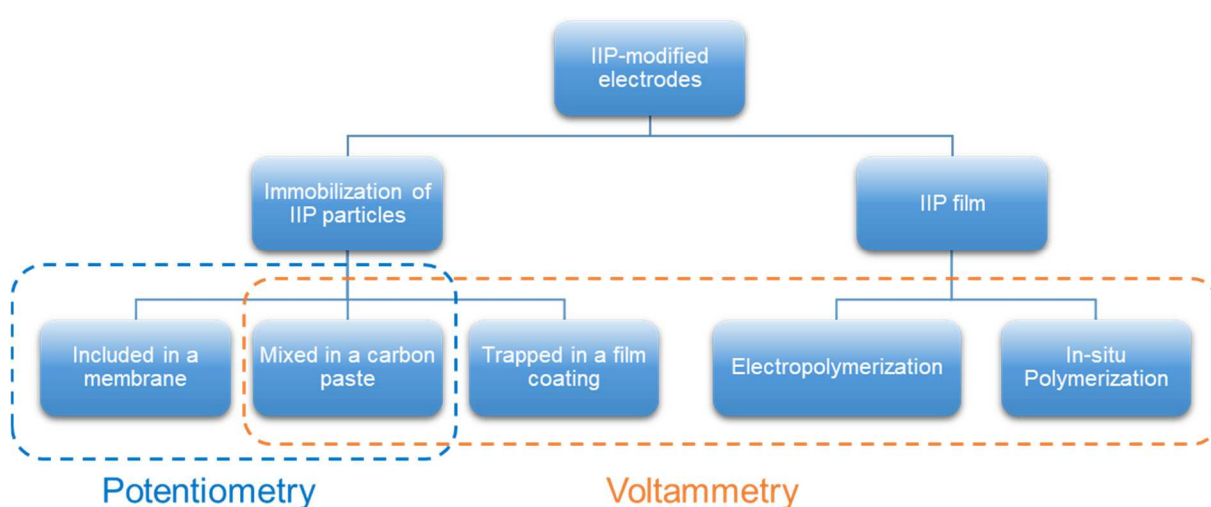 IIP-modified
electrodes
Immobilization of
IIP particles
IIP film
Included in a
membrane
Mixed in a carbon
paste
Trapped in a film
coating
Electropolymerization
In-situ
Polymerization
Potentiometry
Voltammetry